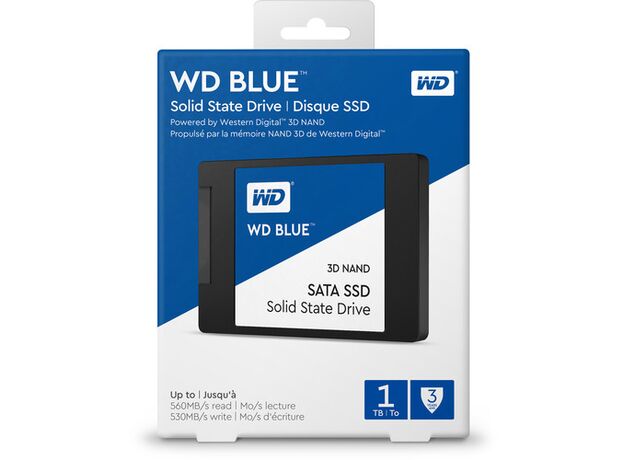 WD BLUE™
WD
Solid State Drive | Disque SSD
Powered by Western Digital™ 3D NAND
Propulsé par la mémoire NAND 3D de Western Digital™
WD®
WD BLUE™
3D NAND
SATA SSD
Solid State Drive
Up to | Jusqu'à
560MB/s read | Mo/s lecture
530MB/s write | Mo/s d'écriture
1
TB | To
3